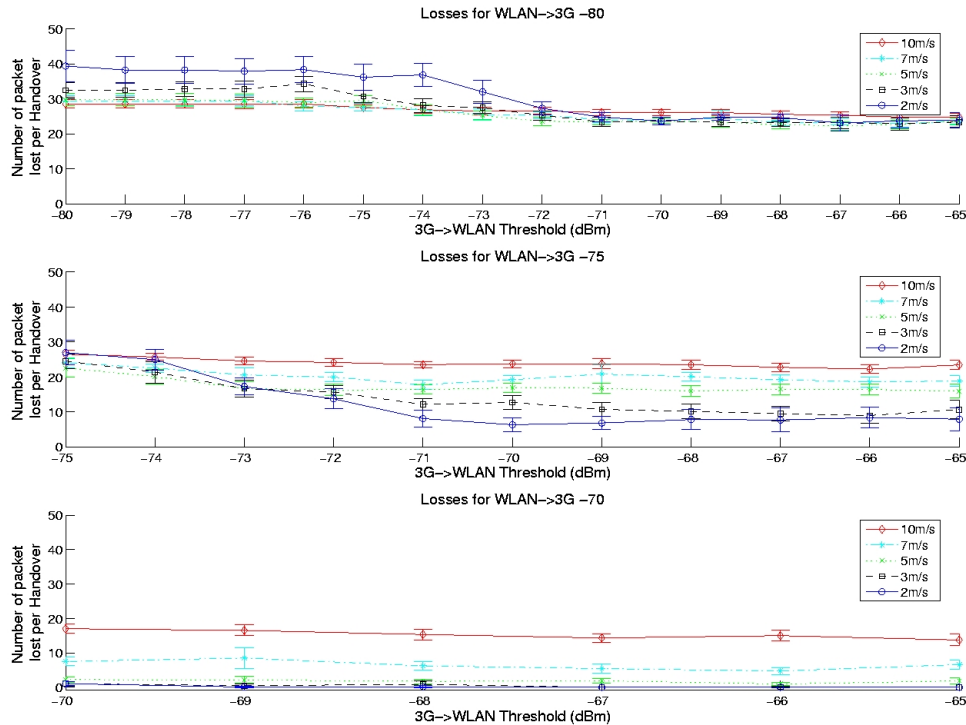 Losses for WLAN->3G -80
50
40
30
20
10
0
Number of packet
lost per Handover
10m/s
7m/s
5m/s
3m/s
2m/s
-80 -79 -78 -77 -76 -75 -74 -73 -72 -71 -70 -69 -68 -67 -66 -65
3G->WLAN Threshold (dBm)
Losses for WLAN->3G -75
50
40
30
20
10
0
Number of packet
lost per Handover
10m/s
7m/s
5m/s
3m/s
2m/s
-75 -74 -73 -72 -71 -70 -69 -68 -67 -66 -65
3G->WLAN Threshold (dBm)
Losses for WLAN->3G -70
50
40
30
20
10
0
Number of packet
lost per Handover
10m/s
7m/s
5m/s
3m/s
2m/s
-70 -69 -68 -67 -66 -65
3G->WLAN Threshold (dBm)